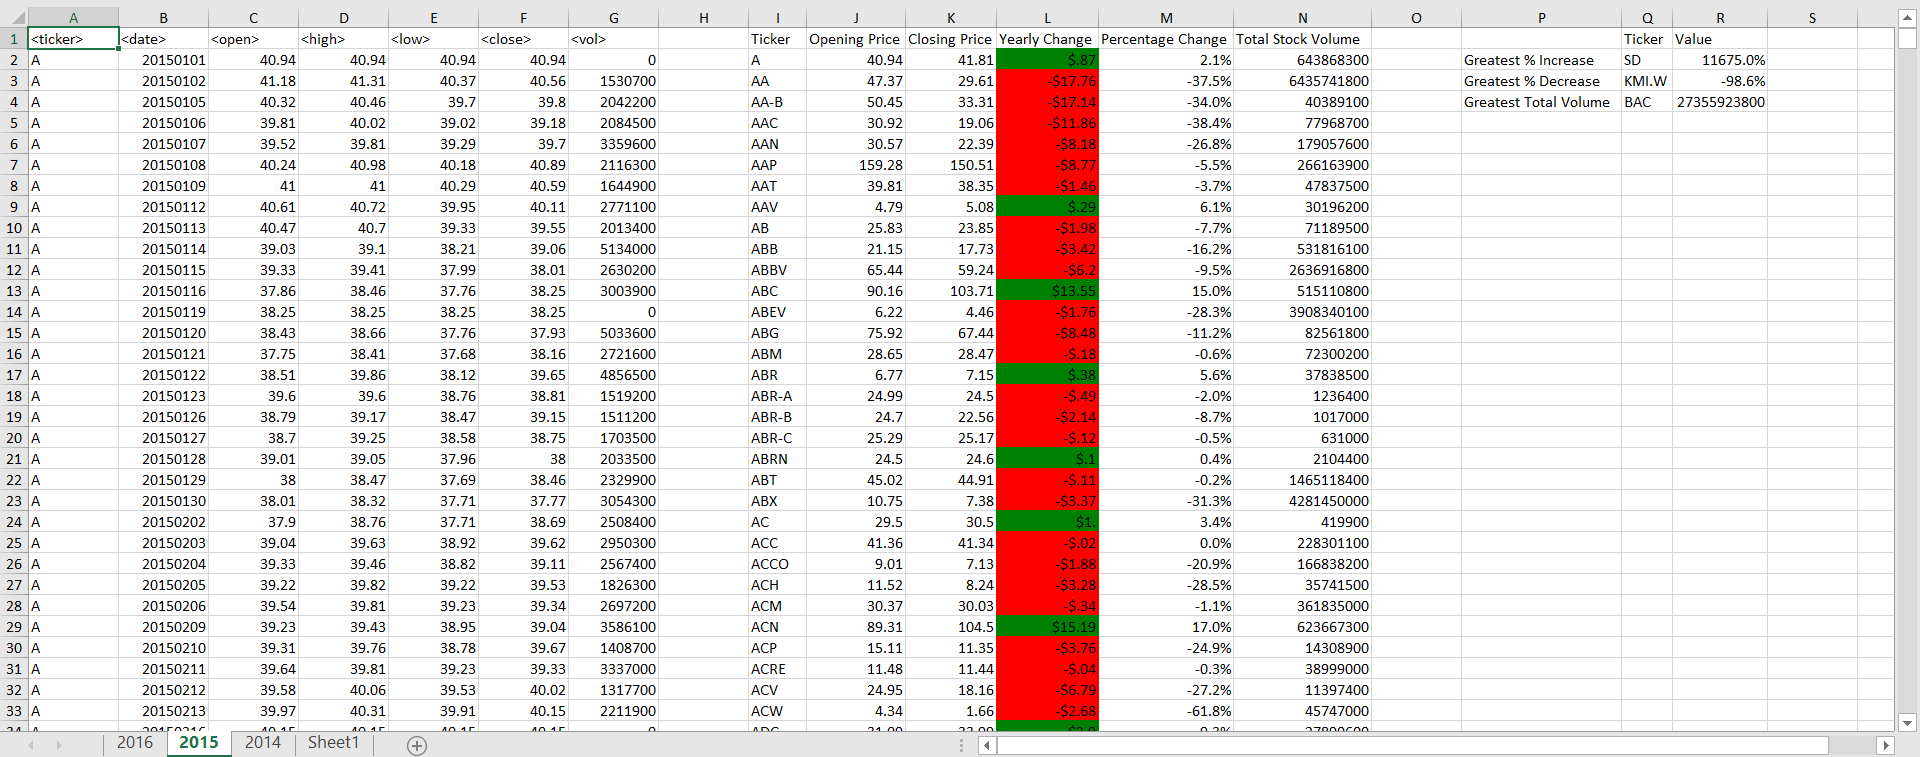 A B C D E F G H I J K L M N O P Q R S
1 <ticker> <date> <open> <high> <low> <close> <vol> Ticker Opening Price Closing Price Yearly Change Percentage Change Total Stock Volume Ticker Value
2 A 20150101 40.94 40.94 40.94 40.94 0 A 40.94 41.81 $.87 2.1% 643868300 Greatest % Increase SD 11675.0%
3 A 20150102 41.18 41.31 40.37 40.56 1530700 AA 47.37 29.61 -$17.76 -37.5% 6435741800 Greatest % Decrease KMI.W -98.6%
4 A 20150105 40.32 40.46 39.7 39.8 2042200 AA-B 50.45 33.31 -$17.14 -34.0% 40389100 Greatest Total Volume BAC 27355923800
5 A 20150106 39.81 40.02 39.02 39.18 2084500 AAC 30.92 19.06 -$11.86 -38.4% 77968700
6 A 20150107 39.52 39.81 39.29 39.7 3359600 AAN 30.57 22.39 -$8.18 -26.8% 179057600
7 A 20150108 40.24 40.98 40.18 40.89 2116300 AAP 159.28 150.51 -$8.77 -5.5% 266163900
8 A 20150109 41 41 40.29 40.59 1644900 AAT 39.81 38.35 -$1.46 -3.7% 47837500
9 A 20150112 40.61 40.72 39.95 40.11 2771100 AAV 4.79 5.08 $.29 6.1% 30196200
10 A 20150113 40.47 40.7 39.33 39.55 2013400 AB 25.83 23.85 -$1.98 -7.7% 71189500
11 A 20150114 39.03 39.1 38.21 39.06 5134000 ABB 21.15 17.73 -$3.42 -16.2% 531816100
12 A 20150115 39.33 39.41 37.99 38.01 2630200 ABBV 65.44 59.24 -$6.2 -9.5% 2636916800
13 A 20150116 37.86 38.46 37.76 38.25 3003900 ABC 90.16 103.71 $13.55 15.0% 515110800
14 A 20150119 38.25 38.25 38.25 38.25 0 ABEV 6.22 4.46 -$1.76 -28.3% 3908340100
15 A 20150120 38.43 38.66 37.76 37.93 5033600 ABG 75.92 67.44 -$8.48 -11.2% 82561800
16 A 20150121 37.75 38.41 37.68 38.16 2721600 ABM 28.65 28.47 -$.18 -0.6% 72300200
17 A 20150122 38.51 39.86 38.12 39.65 4856500 ABR 6.77 7.15 $.38 5.6% 37838500
18 A 20150123 39.6 39.6 38.76 38.81 1519200 ABR-A 24.99 24.5 -$.49 -2.0% 1236400
19 A 20150126 38.79 39.17 38.47 39.15 1511200 ABR-B 24.7 22.56 -$2.14 -8.7% 1017000
20 A 20150127 38.7 39.25 38.58 38.75 1703500 ABR-C 25.29 25.17 -$.12 -0.5% 631000
21 A 20150128 39.01 39.05 37.96 38 2033500 ABRN 24.5 24.6 $.1 0.4% 2104400
22 A 20150129 38 38.47 37.69 38.46 2329900 ABT 45.02 44.91 -$.11 -0.2% 1465118400
23 A 20150130 38.01 38.32 37.71 37.77 3054300 ABX 10.75 7.38 -$3.37 -31.3% 4281450000
24 A 20150202 37.9 38.76 37.71 38.69 2508400 AC 29.5 30.5 $1. 3.4% 419900
25 A 20150203 39.04 39.63 38.92 39.62 2950300 ACC 41.36 41.34 -$.02 0.0% 228301100
26 A 20150204 39.33 39.46 38.82 39.11 2567400 ACCO 9.01 7.13 -$1.88 -20.9% 166838200
27 A 20150205 39.22 39.82 39.22 39.53 1826300 ACH 11.52 8.24 -$3.28 -28.5% 35741500
28 A 20150206 39.54 39.81 39.23 39.34 2697200 ACM 30.37 30.03 -$.34 -1.1% 361835000
29 A 20150209 39.23 39.43 38.95 39.04 3586100 ACN 89.31 104.5 $15.19 17.0% 623667300
30 A 20150210 39.31 39.76 38.78 39.67 1408700 ACP 15.11 11.35 -$3.76 -24.9% 14308900
31 A 20150211 39.64 39.81 39.23 39.33 3337000 ACRE 11.48 11.44 -$.04 -0.3% 38999000
32 A 20150212 39.58 40.06 39.53 40.02 1317700 ACV 24.95 18.16 -$6.79 -27.2% 11397400
33 A 20150213 39.97 40.31 39.91 40.15 2211900 ACW 4.34 1.66 -$2.68 -61.8% 45747000
2016 2015 2014 Sheet1